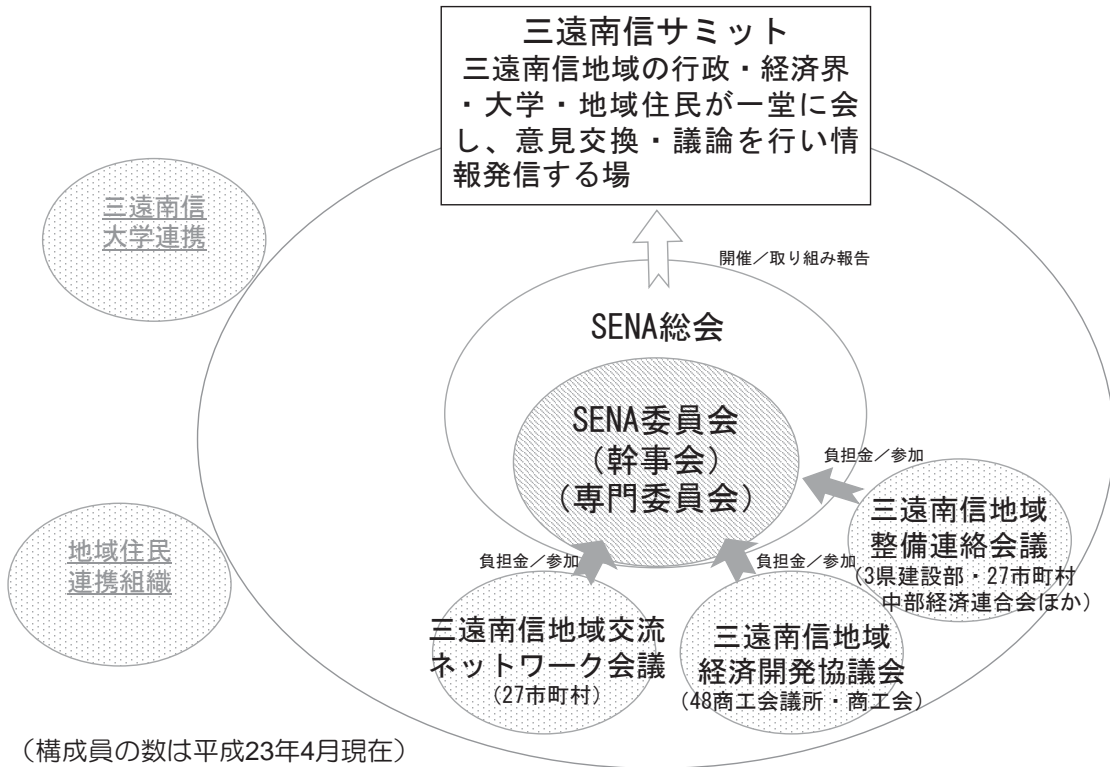 三遠南信サミット
三遠南信地域の行政・経済界
・大学・地域住民が一堂に会
し、意見交換・議論を行い情
報発信する場
三遠南信
大学連携
開催／取り組み報告
SENA総会
SENA委員会
（幹事会）
（専門委員会）
負担金／参加
三遠南信地域
整備連絡会議
（3県建設部・27市町村
中部経済連合会ほか）
地域住民
連携組織
負担金／参加
三遠南信地域交流
ネットワーク会議
（27市町村）
負担金／参加
三遠南信地域
経済開発協議会
（48商工会議所・商工会）
（構成員の数は平成23年4月現在）